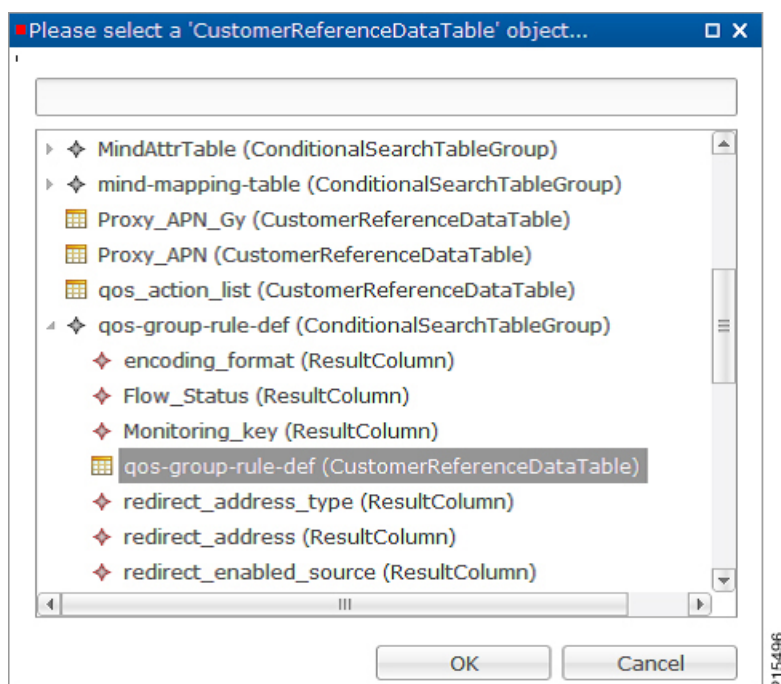 Please select a 'CustomerReferenceDataTable' object...
MindAttrTable (ConditionalSearchTableGroup)
mind-mapping-table (ConditionalSearchTableGroup)
Proxy_APN_Gy (CustomerReferenceDataTable)
Proxy_APN (CustomerReferenceDataTable)
qos_action_list (CustomerReferenceDataTable)
qos-group-rule-def (ConditionalSearchTableGroup)
encoding_format (ResultColumn)
Flow_Status (ResultColumn)
Monitoring_key (ResultColumn)
qos-group-rule-def (CustomerReferenceDataTable)
redirect_address_type (ResultColumn)
redirect_address (ResultColumn)
redirect_enabled_source (ResultColumn)
OK Cancel